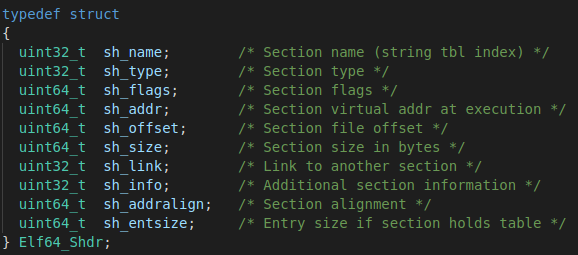 typedef struct
{
  uint32_t  sh_name;        /* Section name (string tbl index) */
  uint32_t  sh_type;        /* Section type */
  uint64_t  sh_flags;       /* Section flags */
  uint64_t  sh_addr;        /* Section virtual addr at execution */
  uint64_t  sh_offset;      /* Section file offset */
  uint64_t  sh_size;        /* Section size in bytes */
  uint32_t  sh_link;        /* Link to another section */
  uint32_t  sh_info;        /* Additional section information */
  uint64_t  sh_addralign;   /* Section alignment */
  uint64_t  sh_entsize;     /* Entry size if section holds table */
} Elf64_Shdr;